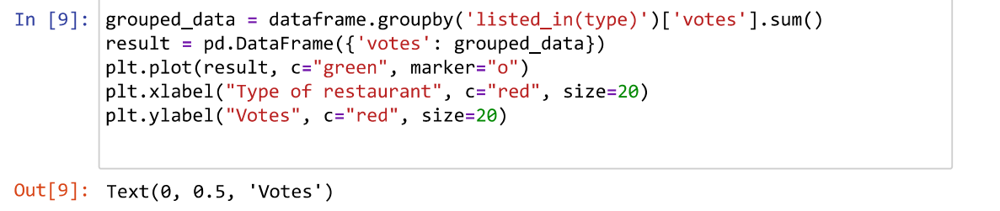 In [9]: grouped_data = dataframe.groupby('listed_in(type)')['votes'].sum()
result = pd.DataFrame({'votes': grouped_data})
plt.plot(result, c="green", marker="o")
plt.xlabel("Type of restaurant", c="red", size=20)
plt.ylabel("Votes", c="red", size=20)
Out[9]: Text(0, 0.5, 'Votes')